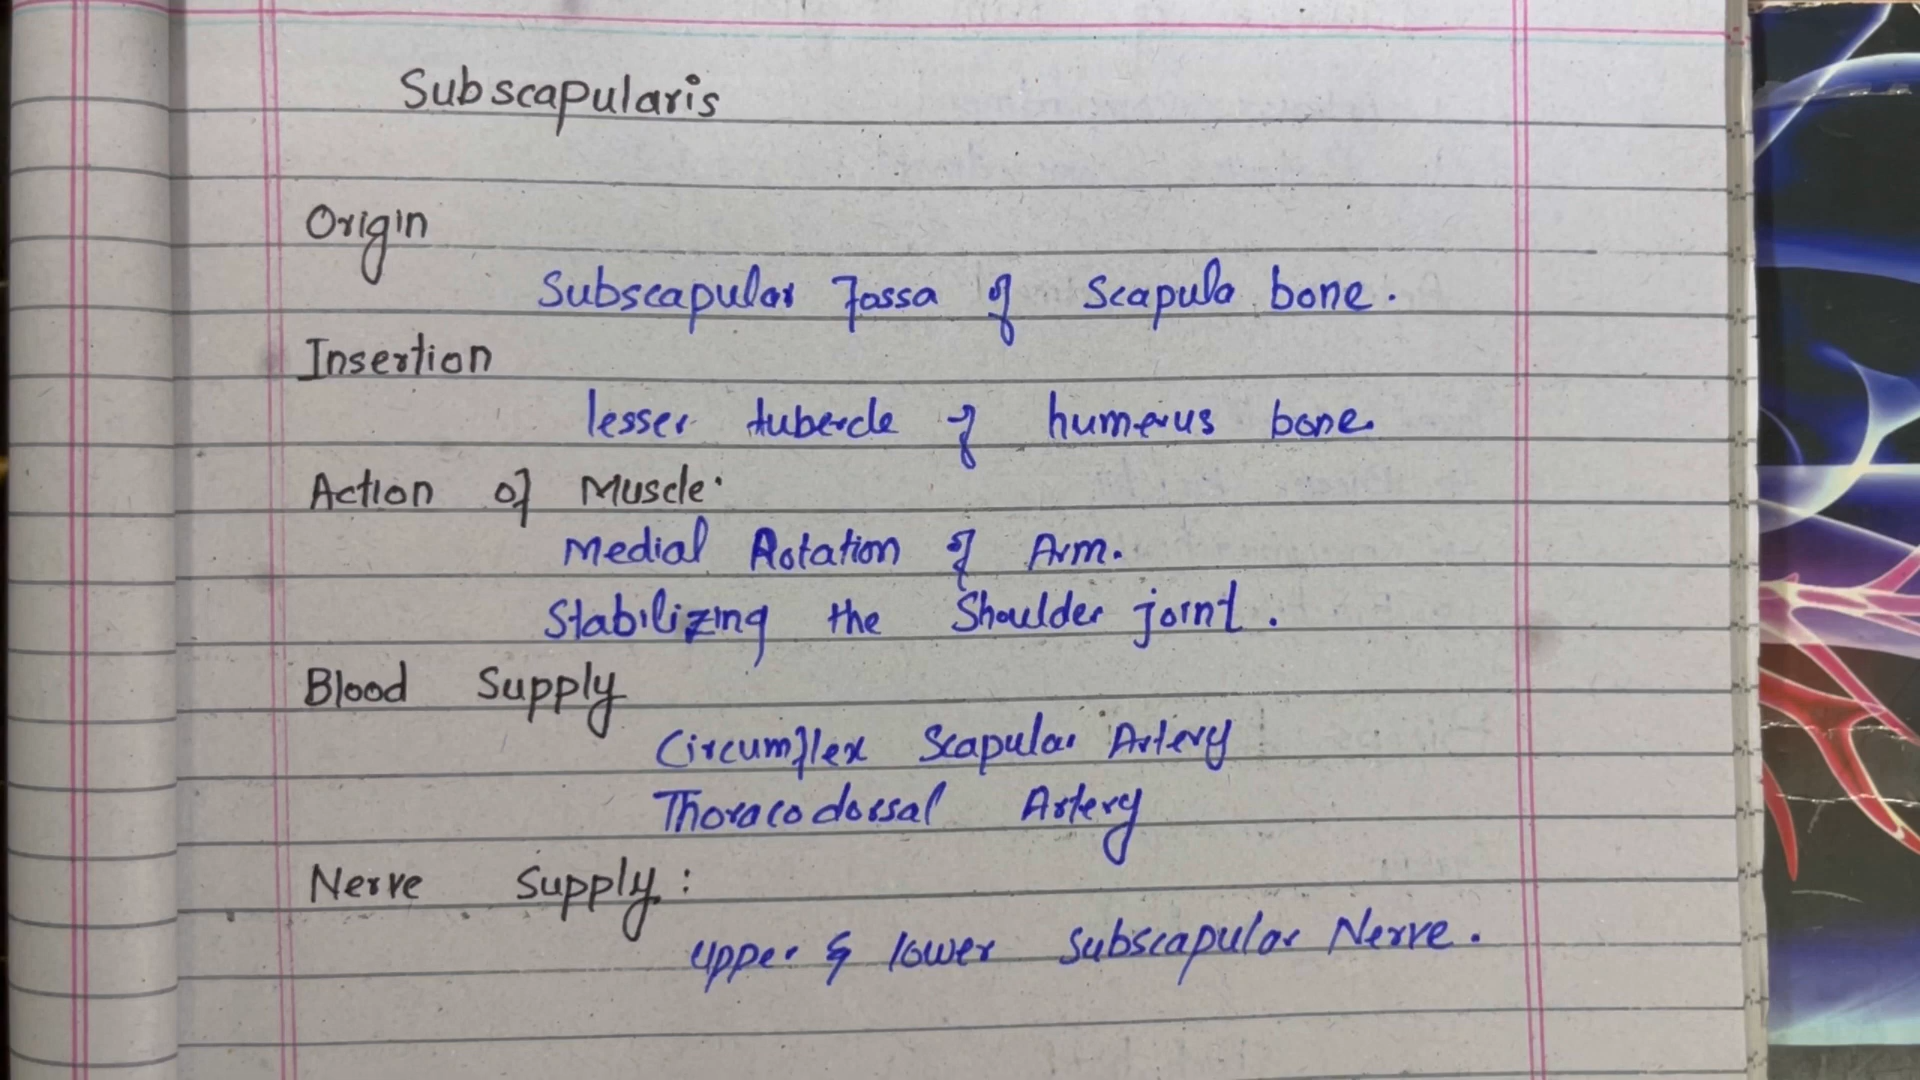 Subscapularis
Origin
Subscapular Fossa of Scapula bone.
Insertion
lesser tubercle of humerus bone.
Action of Muscle.
Medial Rotation of Arm.
Stabilizing the Shoulder joint.
Blood Supply
Circumflex Scapular Artery
Thoracodorsal Artery
Nerve Supply:
Upper & lower Subscapular Nerve.